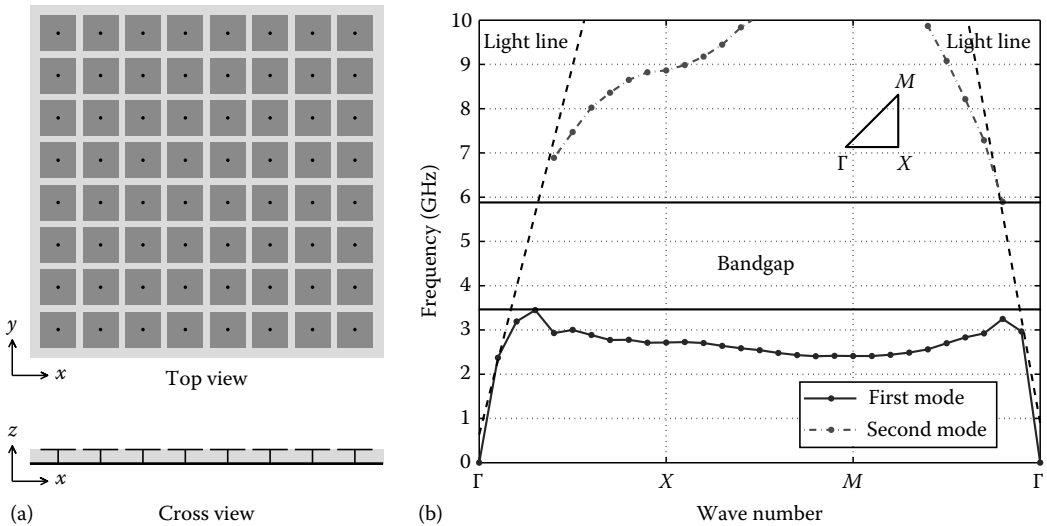 y
x
Top view
z
x
(a)
Cross view
10
9
8
7
6
5
4
3
2
1
0
Frequency (GHz)
Light line
Light line
M
Γ
X
Bandgap
First mode
Second mode
Γ
X
M
Γ
(b)
Wave number